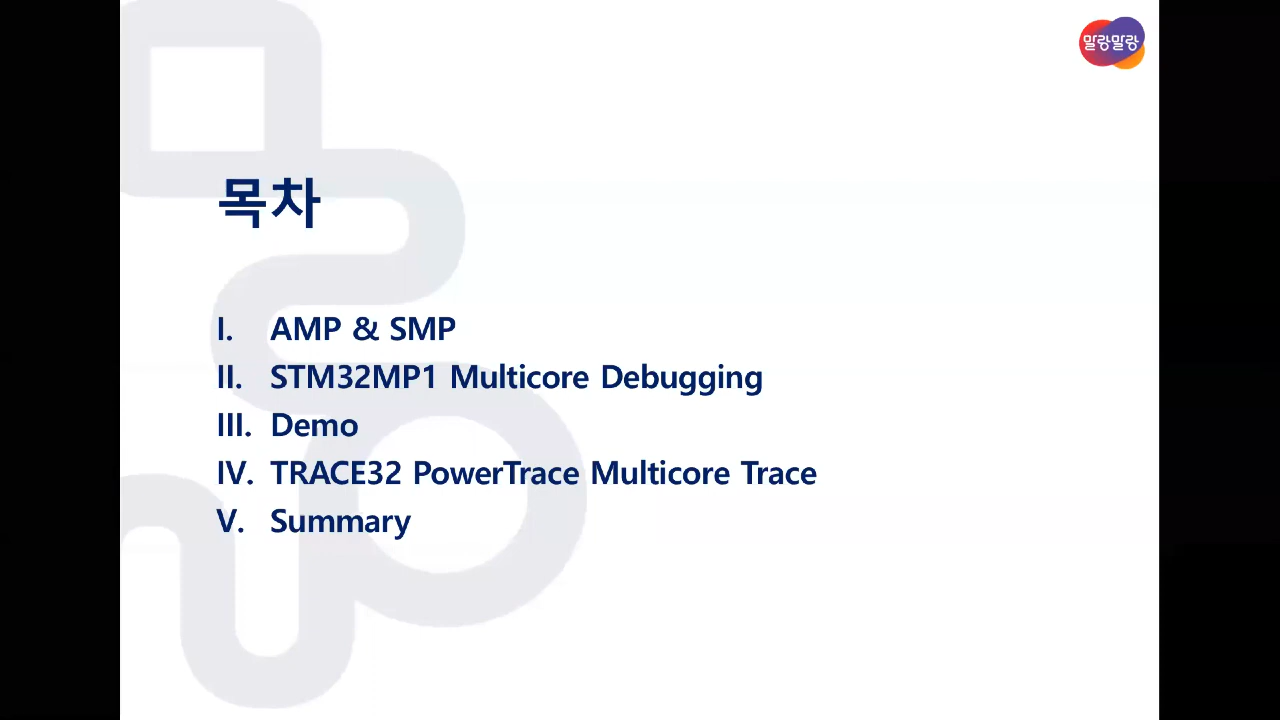 말랑말랑
목차
I. AMP & SMP
II. STM32MP1 Multicore Debugging
III. Demo
IV. TRACE32 PowerTrace Multicore Trace
V. Summary